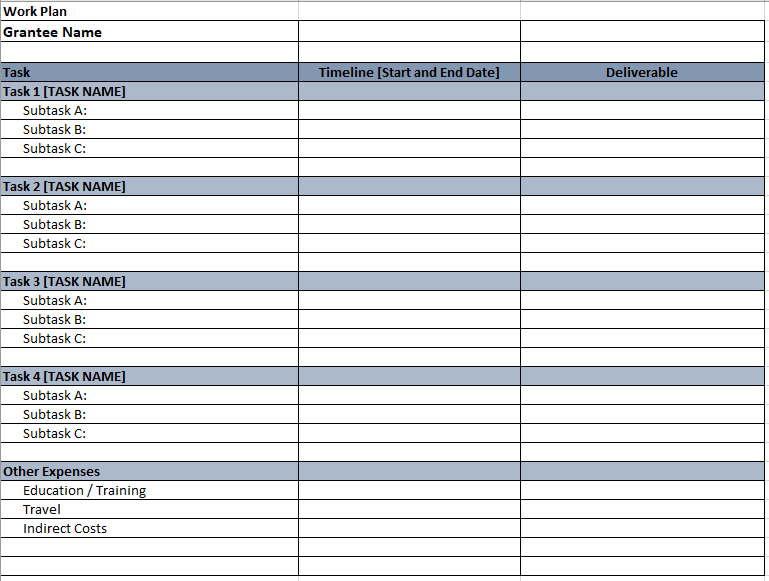 Work Plan
Grantee Name
Task Timeline [Start and End Date] Deliverable
Task 1 [TASK NAME]
Subtask A:
Subtask B:
Subtask C:
Task 2 [TASK NAME]
Subtask A:
Subtask B:
Subtask C:
Task 3 [TASK NAME]
Subtask A:
Subtask B:
Subtask C:
Task 4 [TASK NAME]
Subtask A:
Subtask B:
Subtask C:
Other Expenses
Education / Training
Travel
Indirect Costs